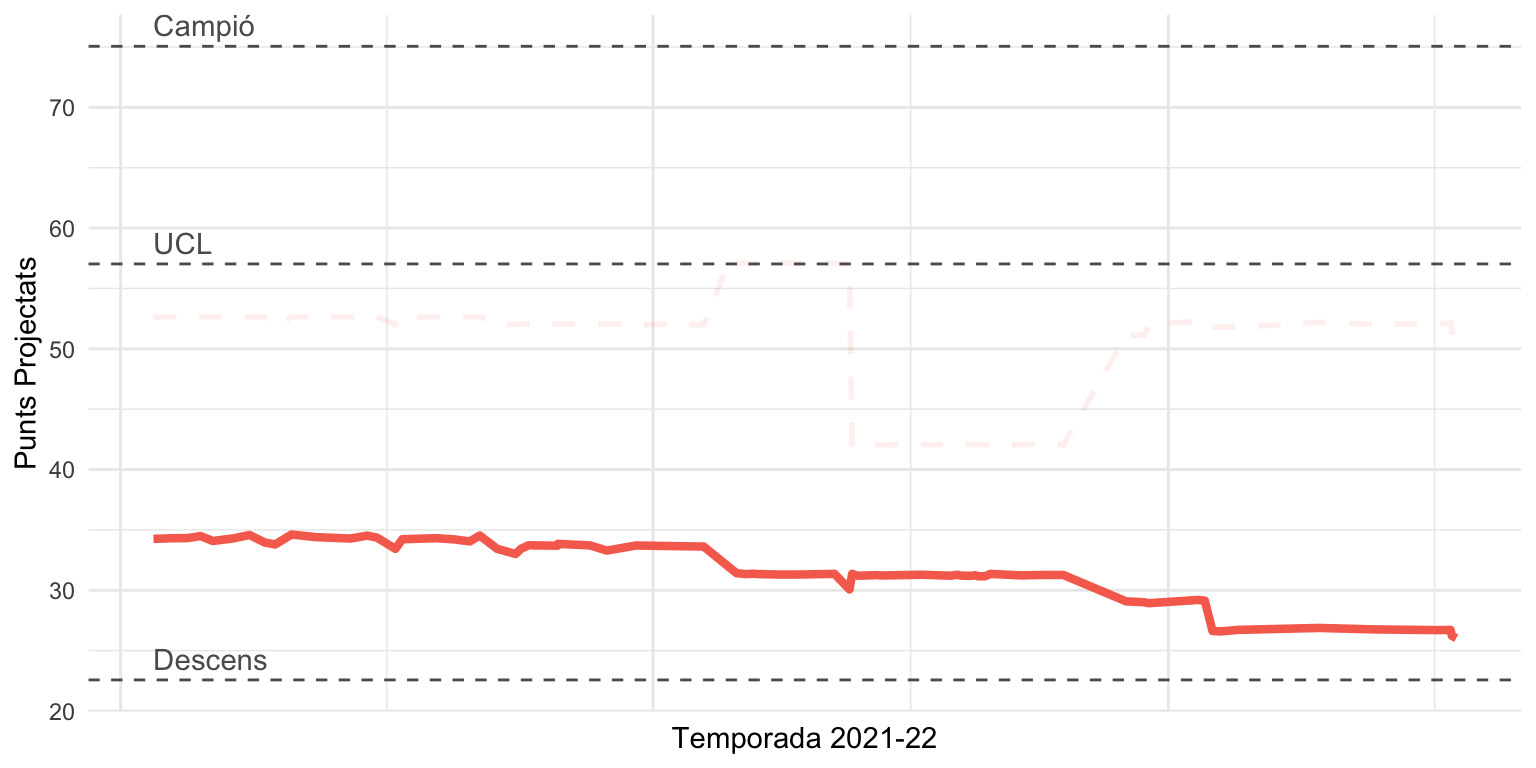 Campió
70
60
UCL
50
40
30
Descens
20
Punts Projectats
Temporada 2021-22